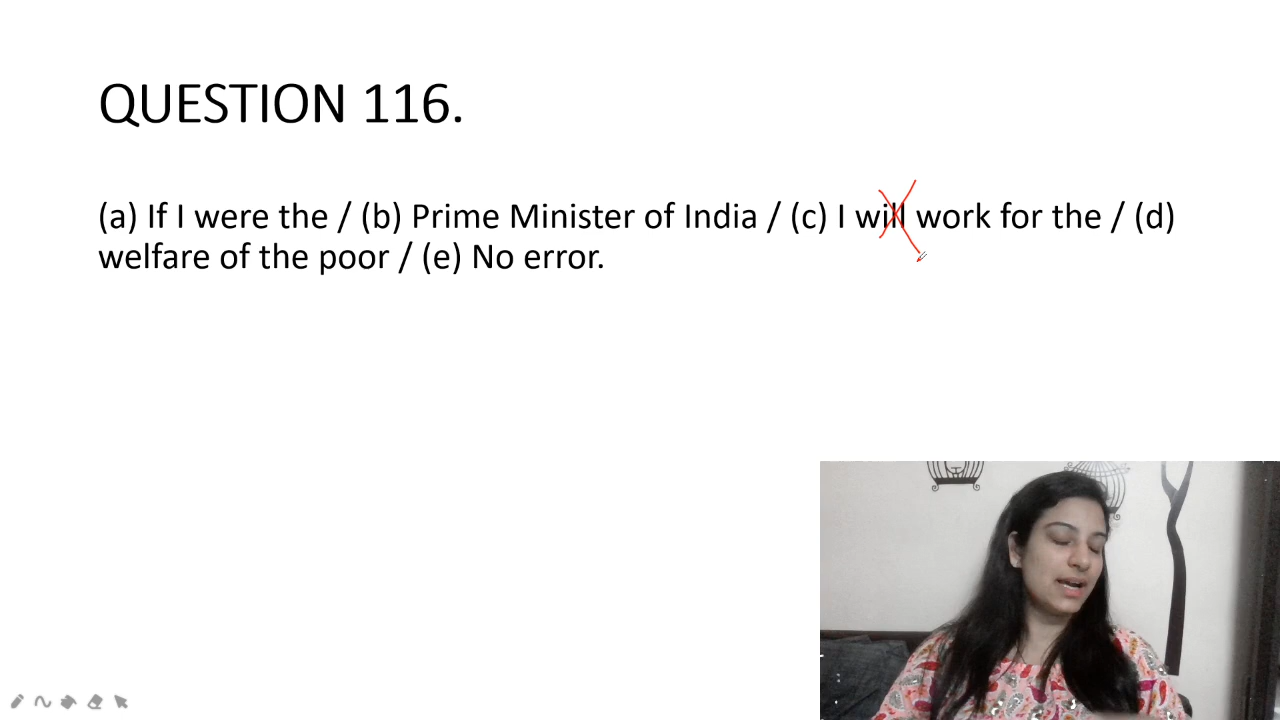 QUESTION 116.
(a) If I were the / (b) Prime Minister of India / (c) I will work for the / (d)
welfare of the poor / (e) No error.